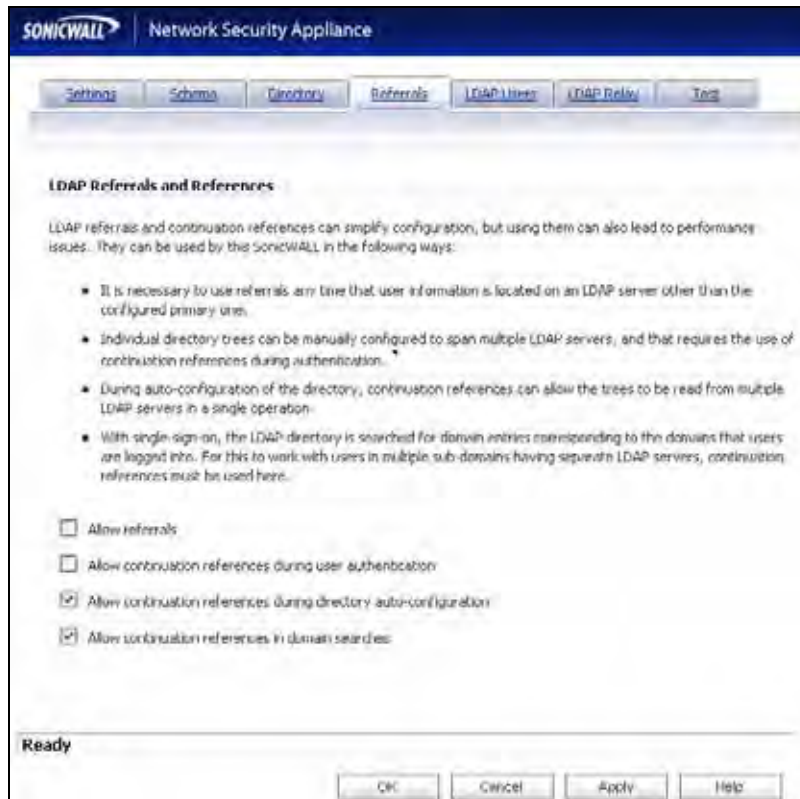 SONICWALL Network Security Appliance
Settings Schema Directory Referrals LDAP Users LDAP Relay Test
LDAP Referrals and References
LDAP referrals and continuation references can simplify configuration, but using them can also lead to performance
issues. They can be used by this SonicWALL in the following ways:
It is necessary to use referrals any time that user information is located on an LDAP server other than the
configured primary one.
Individual directory trees can be manually configured to span multiple LDAP servers, and that requires the use of
continuation references during authentication.
During auto-configuration of the directory, continuation references can allow the trees to be read from multiple
LDAP servers in a single operation
With single-sign-on, the LDAP directory is searched for domain entries corresponding to the domains that users
are logged into. For this to work with users in multiple sub-domains having separate LDAP servers, continuation
references must be used here.
Allow referrals
Allow continuation references during user authentication
Allow continuation references during directory auto-configuration
Allow continuation references in domain searches
Ready
OK Cancel Apply Help